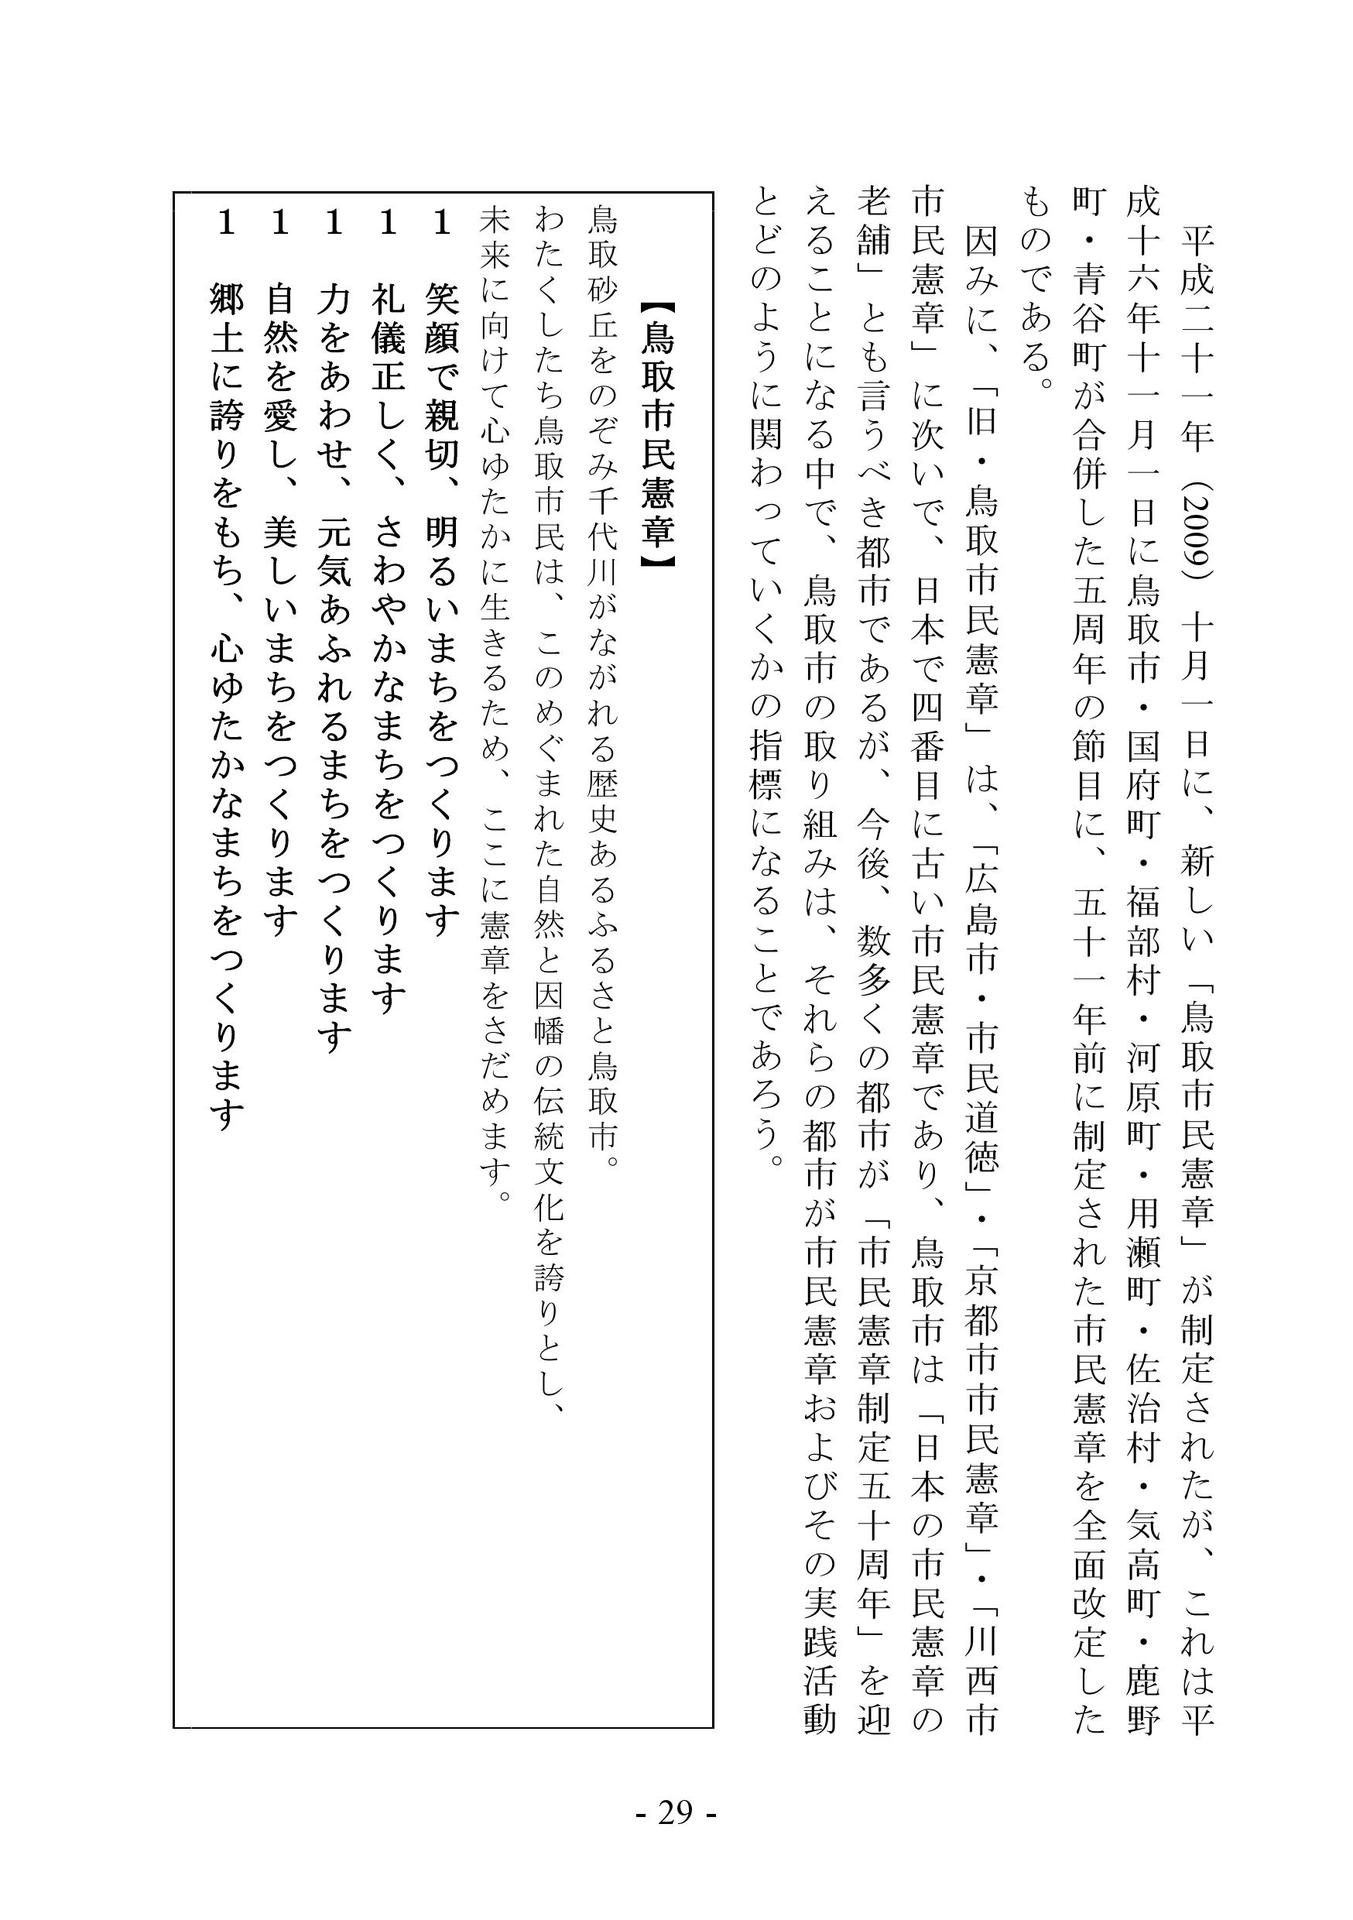 平成二十一年（2009）十月一日に、新しい「鳥取市民憲章」が制定されたが、これは平
成十六年十一月一日に鳥取市・国府町・福部村・河原町・用瀬町・佐治村・気高町・鹿野
町・青谷町が合併した五周年の節目に、五十一年前に制定された市民憲章を全面改定した
ものである。
　因みに、「旧・鳥取市民憲章」は、「広島市・市民道徳」・「京都市市民憲章」・「川西市
市民憲章」に次いで、日本で四番目に古い市民憲章であり、鳥取市は「日本の市民憲章の
老舗」とも言うべき都市であるが、今後、数多くの都市が「市民憲章制定五十周年」を迎
えることになる中で、鳥取市の取り組みは、それらの都市が市民憲章およびその実践活動
とどのように関わっていくかの指標になることであろう。
【鳥取市民憲章】
鳥取砂丘をのぞみ千代川がながれる歴史あるふるさと鳥取市。
わたくしたち鳥取市民は、このめぐまれた自然と因幡の伝統文化を誇りとし、
未来に向けて心ゆたかに生きるため、ここに憲章をさだめます。
1　笑顔で親切、明るいまちをつくります
1　礼儀正しく、さわやかなまちをつくります
1　力をあわせ、元気あふれるまちをつくります
1　自然を愛し、美しいまちをつくります
1　郷土に誇りをもち、心ゆたかなまちをつくります
- 29 -